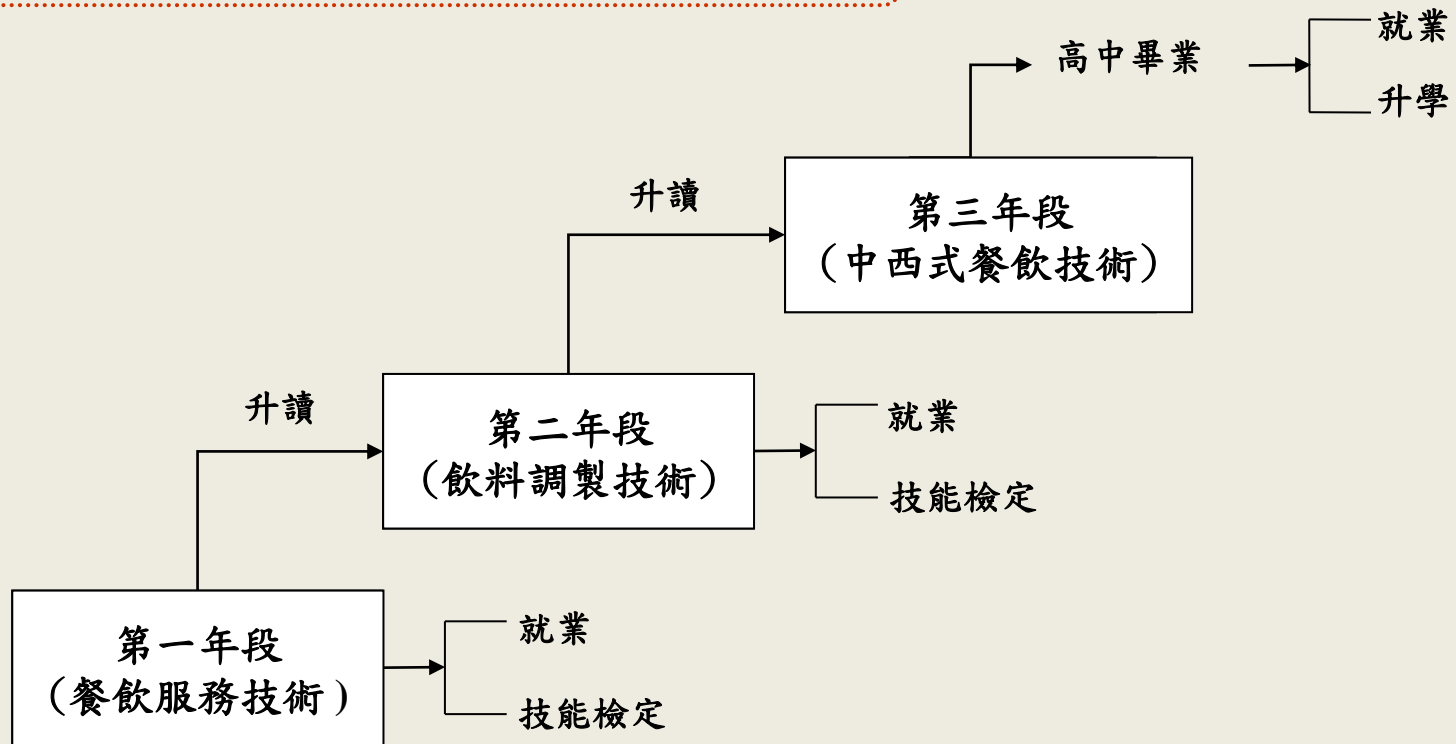 就業
高中畢業
升學
升讀
第三年段
（中西式餐飲技術）
升讀
第二年段
（飲料調製技術）
就業
技能檢定
第一年段
（餐飲服務技術）
就業
技能檢定